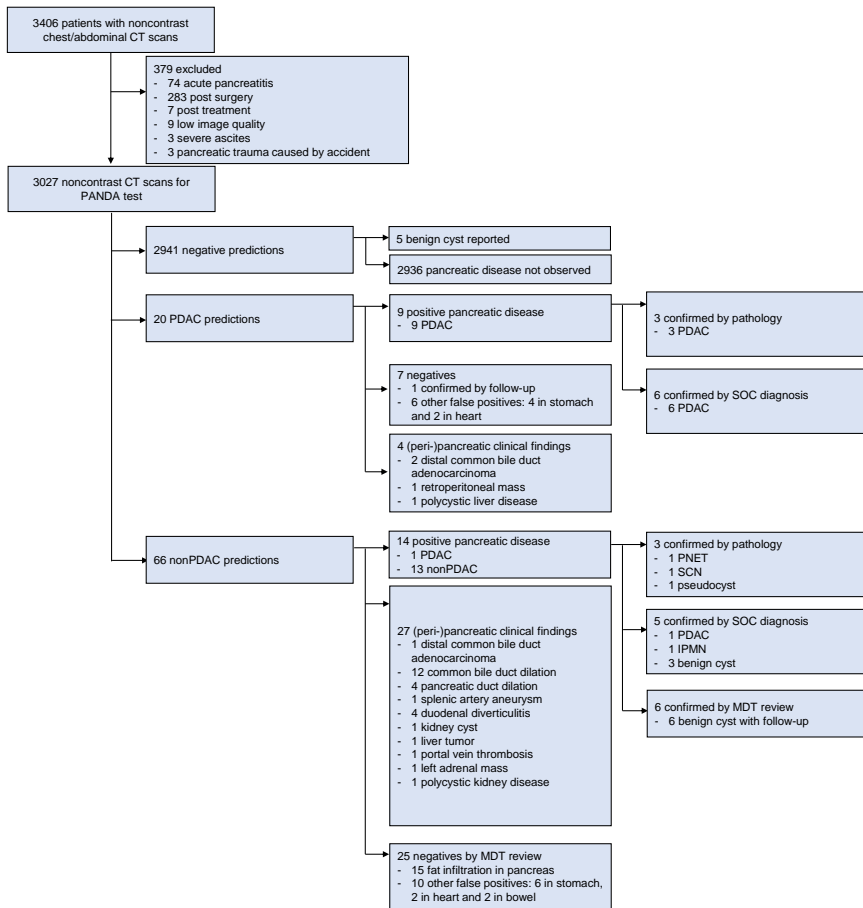 3406 patients with noncontrast
chest/abdominal CT scans
379 excluded
- 74 acute pancreatitis
- 283 post surgery
- 7 post treatment
- 9 low image quality
- 3 severe ascites
- 3 pancreatic trauma caused by accident
3027 noncontrast CT scans for
PANDA test
2941 negative predictions
5 benign cyst reported
2936 pancreatic disease not observed
20 PDAC predictions
9 positive pancreatic disease
- 9 PDAC
3 confirmed by pathology
- 3 PDAC
6 confirmed by SOC diagnosis
- 6 PDAC
7 negatives
- 1 confirmed by follow-up
- 6 other false positives: 4 in stomach
and 2 in heart
4 (peri-)pancreatic clinical findings
- 2 distal common bile duct
adenocarcinoma
- 1 retroperitoneal mass
- 1 polycystic liver disease
66 nonPDAC predictions
14 positive pancreatic disease
- 1 PDAC
- 13 nonPDAC
3 confirmed by pathology
- 1 PNET
- 1 SCN
- 1 pseudocyst
5 confirmed by SOC diagnosis
- 1 PDAC
- 1 IPMN
- 3 benign cyst
6 confirmed by MDT review
- 6 benign cyst with follow-up
27 (peri-)pancreatic clinical findings
- 1 distal common bile duct
adenocarcinoma
- 12 common bile duct dilation
- 4 pancreatic duct dilation
- 1 splenic artery aneurysm
- 4 duodenal diverticulitis
- 1 kidney cyst
- 1 liver tumor
- 1 portal vein thrombosis
- 1 left adrenal mass
- 1 polycystic kidney disease
25 negatives by MDT review
- 15 fat infiltration in pancreas
- 10 other false positives: 6 in stomach,
2 in heart and 2 in bowel